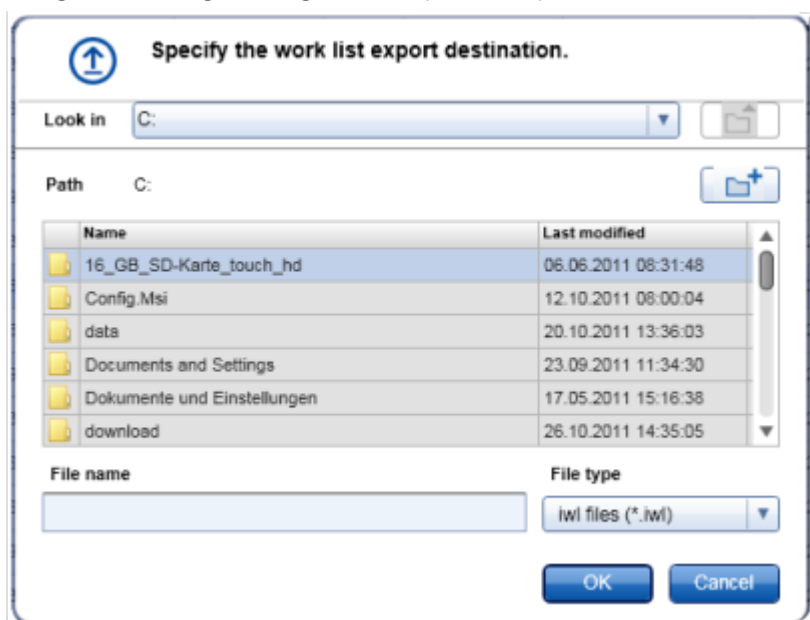 Specify the work list export destination.
Look in C:
Path C:
Name Last modified
16_GB_SD-Karte_touch_hd 06.06.2011 08:31:48
Config.Msi 12.10.2011 08:00:04
data 20.10.2011 13:36:03
Documents and Settings 23.09.2011 11:34:30
Dokumente und Einstellungen 17.05.2011 15:16:38
download 26.10.2011 14:35:05
File name File type
iwl files (*.iwl)
OK Cancel